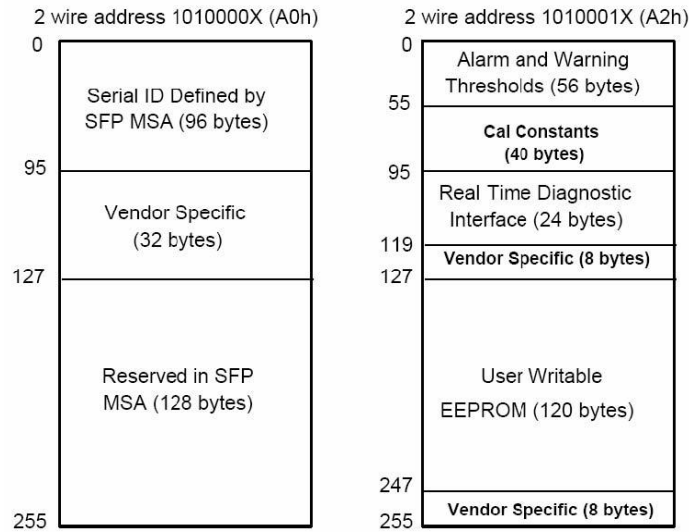 2 wire address 1010000X (A0h)
0
Serial ID Defined by
SFP MSA (96 bytes)
95
Vendor Specific
(32 bytes)
127
Reserved in SFP
MSA (128 bytes)
255
2 wire address 1010001X (A2h)
0
Alarm and Warning
Thresholds (56 bytes)
55
Cal Constants
(40 bytes)
95
Real Time Diagnostic
Interface (24 bytes)
119
Vendor Specific (8 bytes)
127
User Writable
EEPROM (120 bytes)
247
Vendor Specific (8 bytes)
255